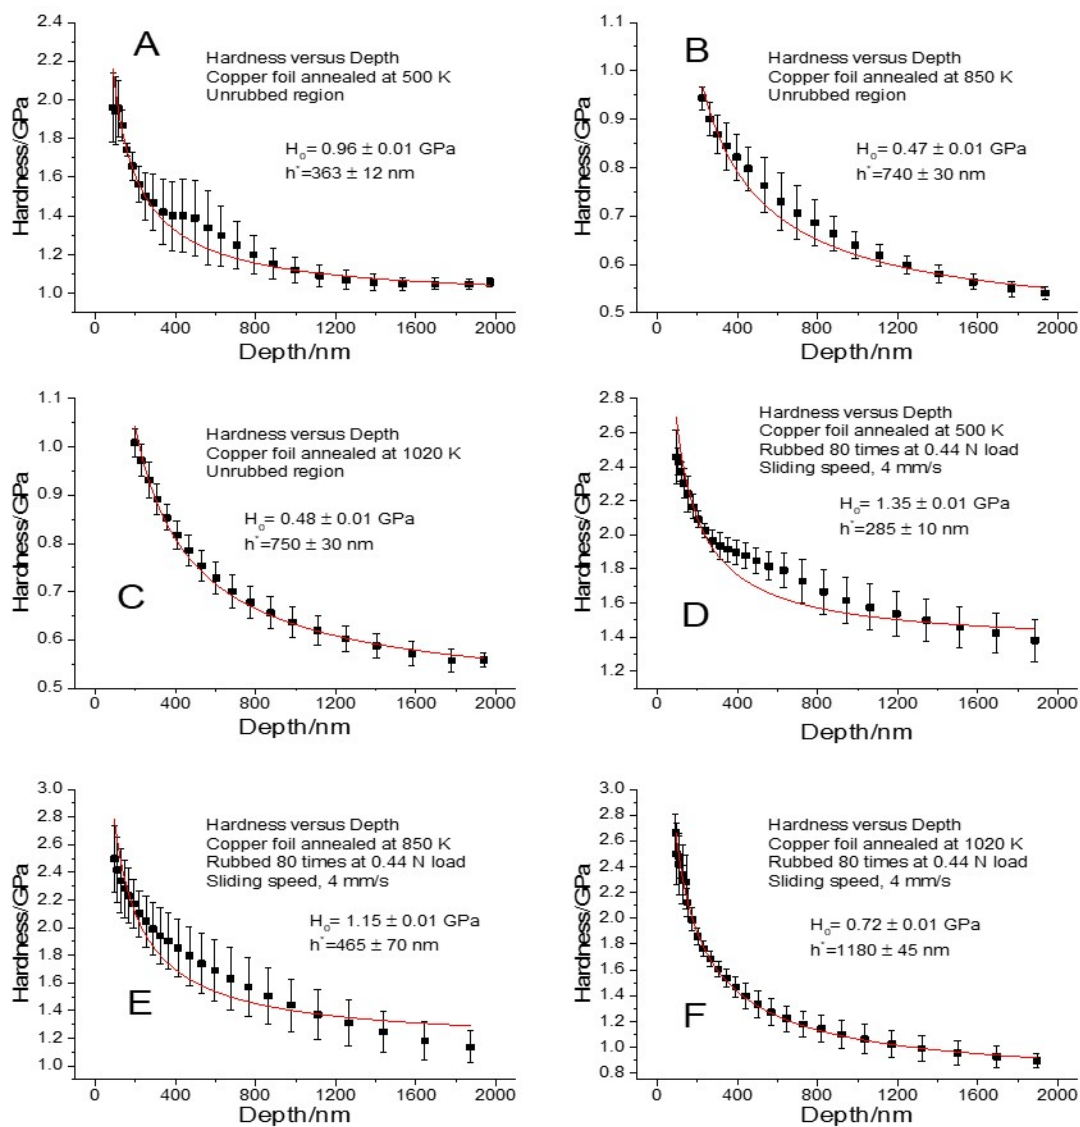 A
Hardness versus Depth
Copper foil annealed at 500 K
Unrubbed region
H₀= 0.96 ± 0.01 GPa
h*=363 ± 12 nm
Hardness/GPa
2.4
2.2
2.0
1.8
1.6
1.4
1.2
1.0
0 400 800 1200 1600 2000
Depth/nm
B
Hardness versus Depth
Copper foil annealed at 850 K
Unrubbed region
H₀= 0.47 ± 0.01 GPa
h*=740 ± 30 nm
Hardness/GPa
1.1
1.0
0.9
0.8
0.7
0.6
0.5
0 400 800 1200 1600 2000
Depth/nm
C
Hardness versus Depth
Copper foil annealed at 1020 K
Unrubbed region
H₀= 0.48 ± 0.01 GPa
h*=750 ± 30 nm
Hardness/GPa
1.1
1.0
0.9
0.8
0.7
0.6
0.5
0 400 800 1200 1600 2000
Depth/nm
D
Hardness versus Depth
Copper foil annealed at 500 K
Rubbed 80 times at 0.44 N load
Sliding speed, 4 mm/s
H₀= 1.35 ± 0.01 GPa
h*=285 ± 10 nm
Hardness/GPa
2.8
2.6
2.4
2.2
2.0
1.8
1.6
1.4
1.2
0 400 800 1200 1600 2000
Depth/nm
E
Hardness versus Depth
Copper foil annealed at 850 K
Rubbed 80 times at 0.44 N load
Sliding speed, 4 mm/s
H₀= 1.15 ± 0.01 GPa
h*=465 ± 70 nm
Hardness/GPa
3.0
2.8
2.6
2.4
2.2
2.0
1.8
1.6
1.4
1.2
1.0
0 400 800 1200 1600 2000
Depth/nm
F
Hardness versus Depth
Copper foil annealed at 1020 K
Rubbed 80 times at 0.44 N load
Sliding speed, 4 mm/s
H₀= 0.72 ± 0.01 GPa
h*=1180 ± 45 nm
Hardness/GPa
3.0
2.8
2.6
2.4
2.2
2.0
1.8
1.6
1.4
1.2
1.0
0.8
0 400 800 1200 1600 2000
Depth/nm